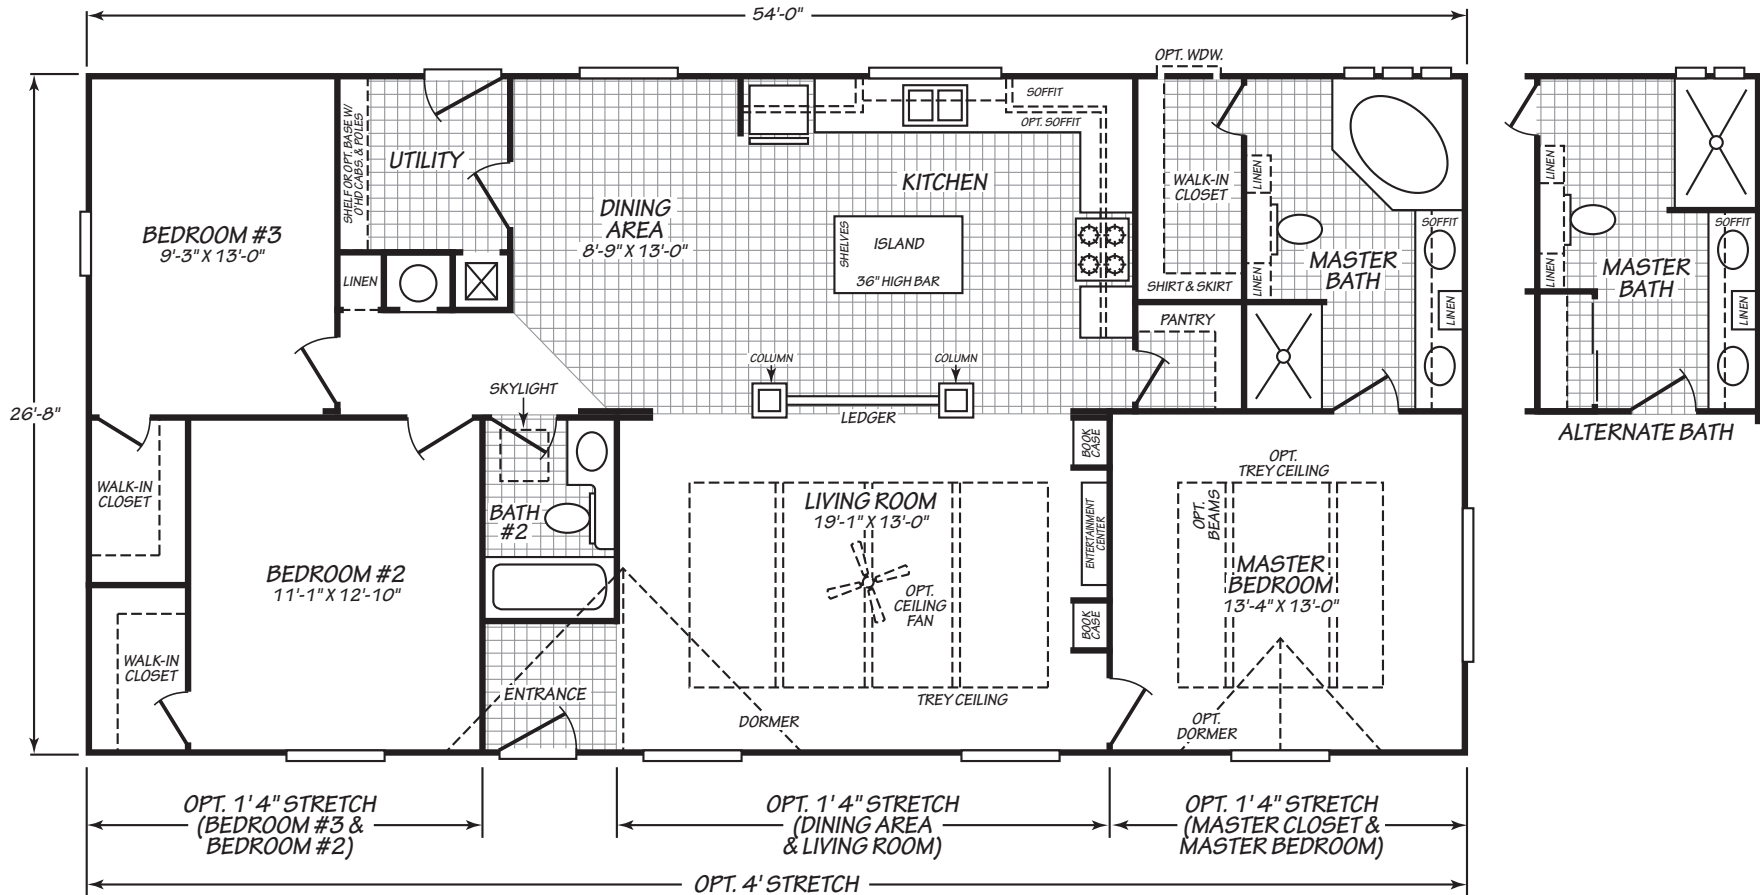 54'-0"
26'-8"
BEDROOM #3
9'-3" X 13'-0"
SHELF OR OPT. BASE W/
O'HD CABS. & POLES
UTILITY
LINEN
DINING
AREA
8'-9" X 13'-0"
KITCHEN
SOFFIT
OPT. SOFFIT
SHELVES
ISLAND
36" HIGH BAR
OPT. WDW.
WALK-IN
CLOSET
SHIRT & SKIRT
PANTRY
LINEN
LINEN
MASTER
BATH
SOFFIT
LINEN
LINEN
LINEN
MASTER
BATH
SOFFIT
LINEN
ALTERNATE BATH
COLUMN
COLUMN
LEDGER
SKYLIGHT
WALK-IN
CLOSET
WALK-IN
CLOSET
BEDROOM #2
11'-1" X 12'-10"
BATH
#2
ENTRANCE
LIVING ROOM
19'-1" X 13'-0"
OPT.
CEILING
FAN
TREY CEILING
DORMER
BOOK
CASE
ENTERTAINMENT
CENTER
BOOK
CASE
OPT.
TREY CEILING
OPT.
BEAMS
MASTER
BEDROOM
13'-4" X 13'-0"
OPT.
DORMER
OPT. 1' 4" STRETCH
(BEDROOM #3 &
BEDROOM #2)
OPT. 1' 4" STRETCH
(DINING AREA
& LIVING ROOM)
OPT. 1' 4" STRETCH
(MASTER CLOSET &
MASTER BEDROOM)
OPT. 4' STRETCH